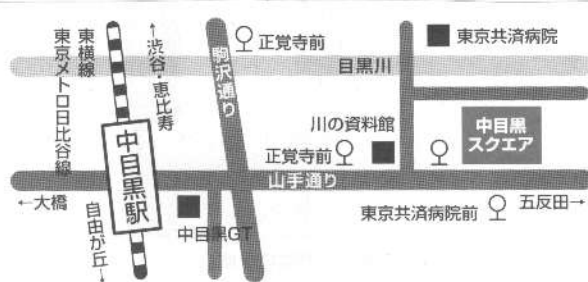 東横線
東京メトロ日比谷線
←渋谷・恵比寿
駒沢通り
正覚寺前
東京共済病院
目黒川
中目黒駅
川の資料館
正覚寺前
中目黒
スクエア
山手通り
←大橋
自由が丘→
中目黒GT
東京共済病院前
五反田→